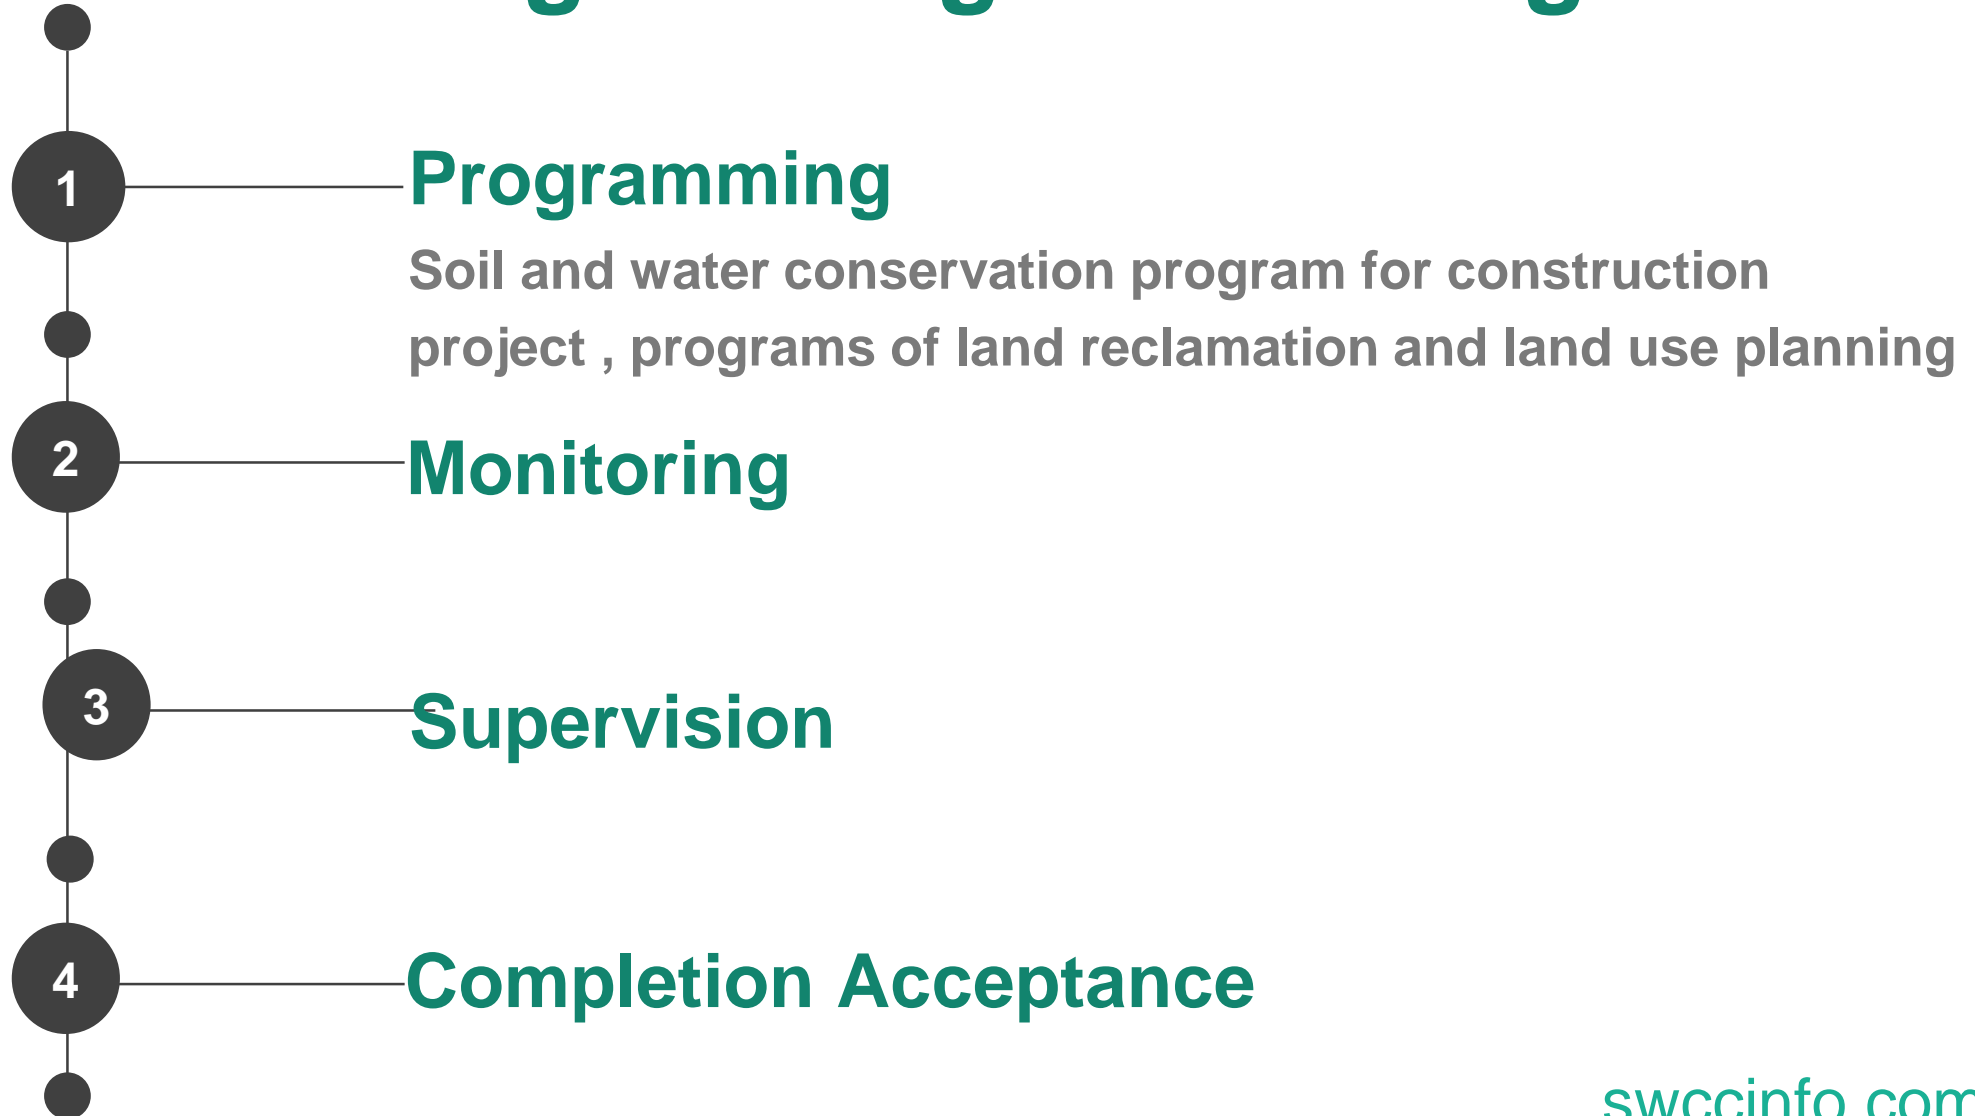 1
Programming
Soil and water conservation program for construction
project , programs of land reclamation and land use planning
2
Monitoring
3
Supervision
4
Completion Acceptance
swccinfo.com